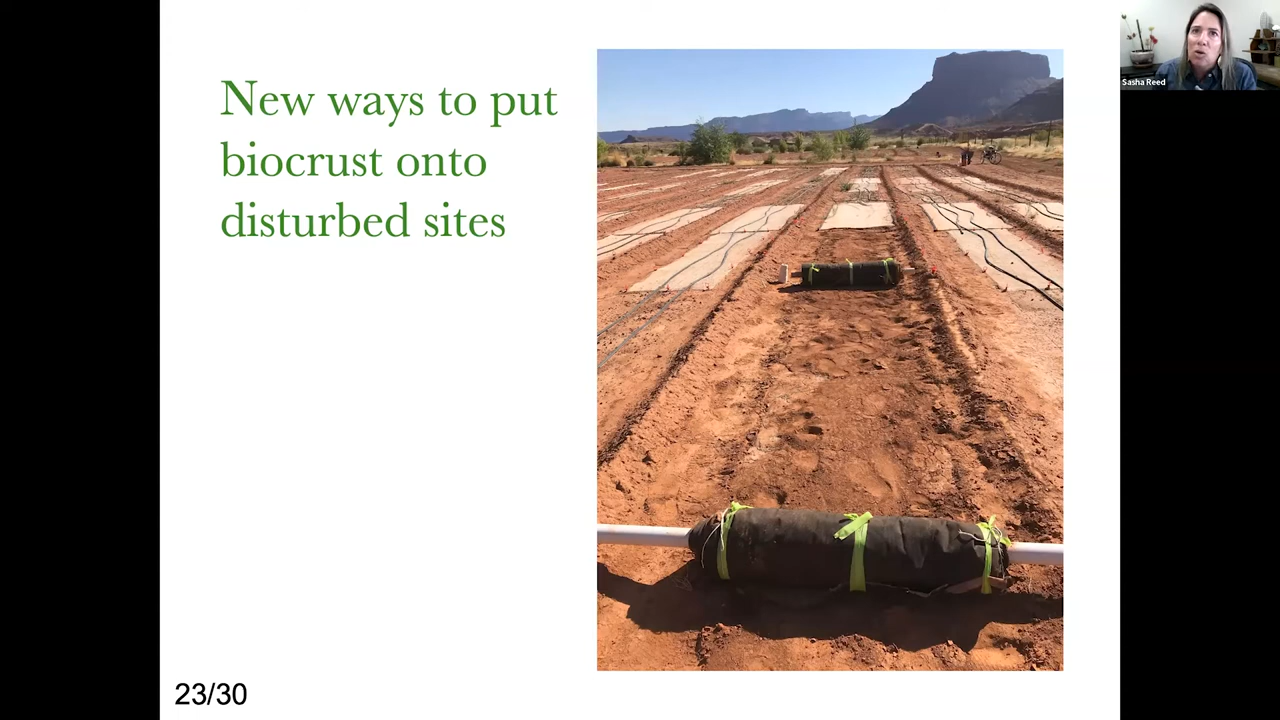 New ways to put
biocrust onto
disturbed sites
Sasha Reed
23/30